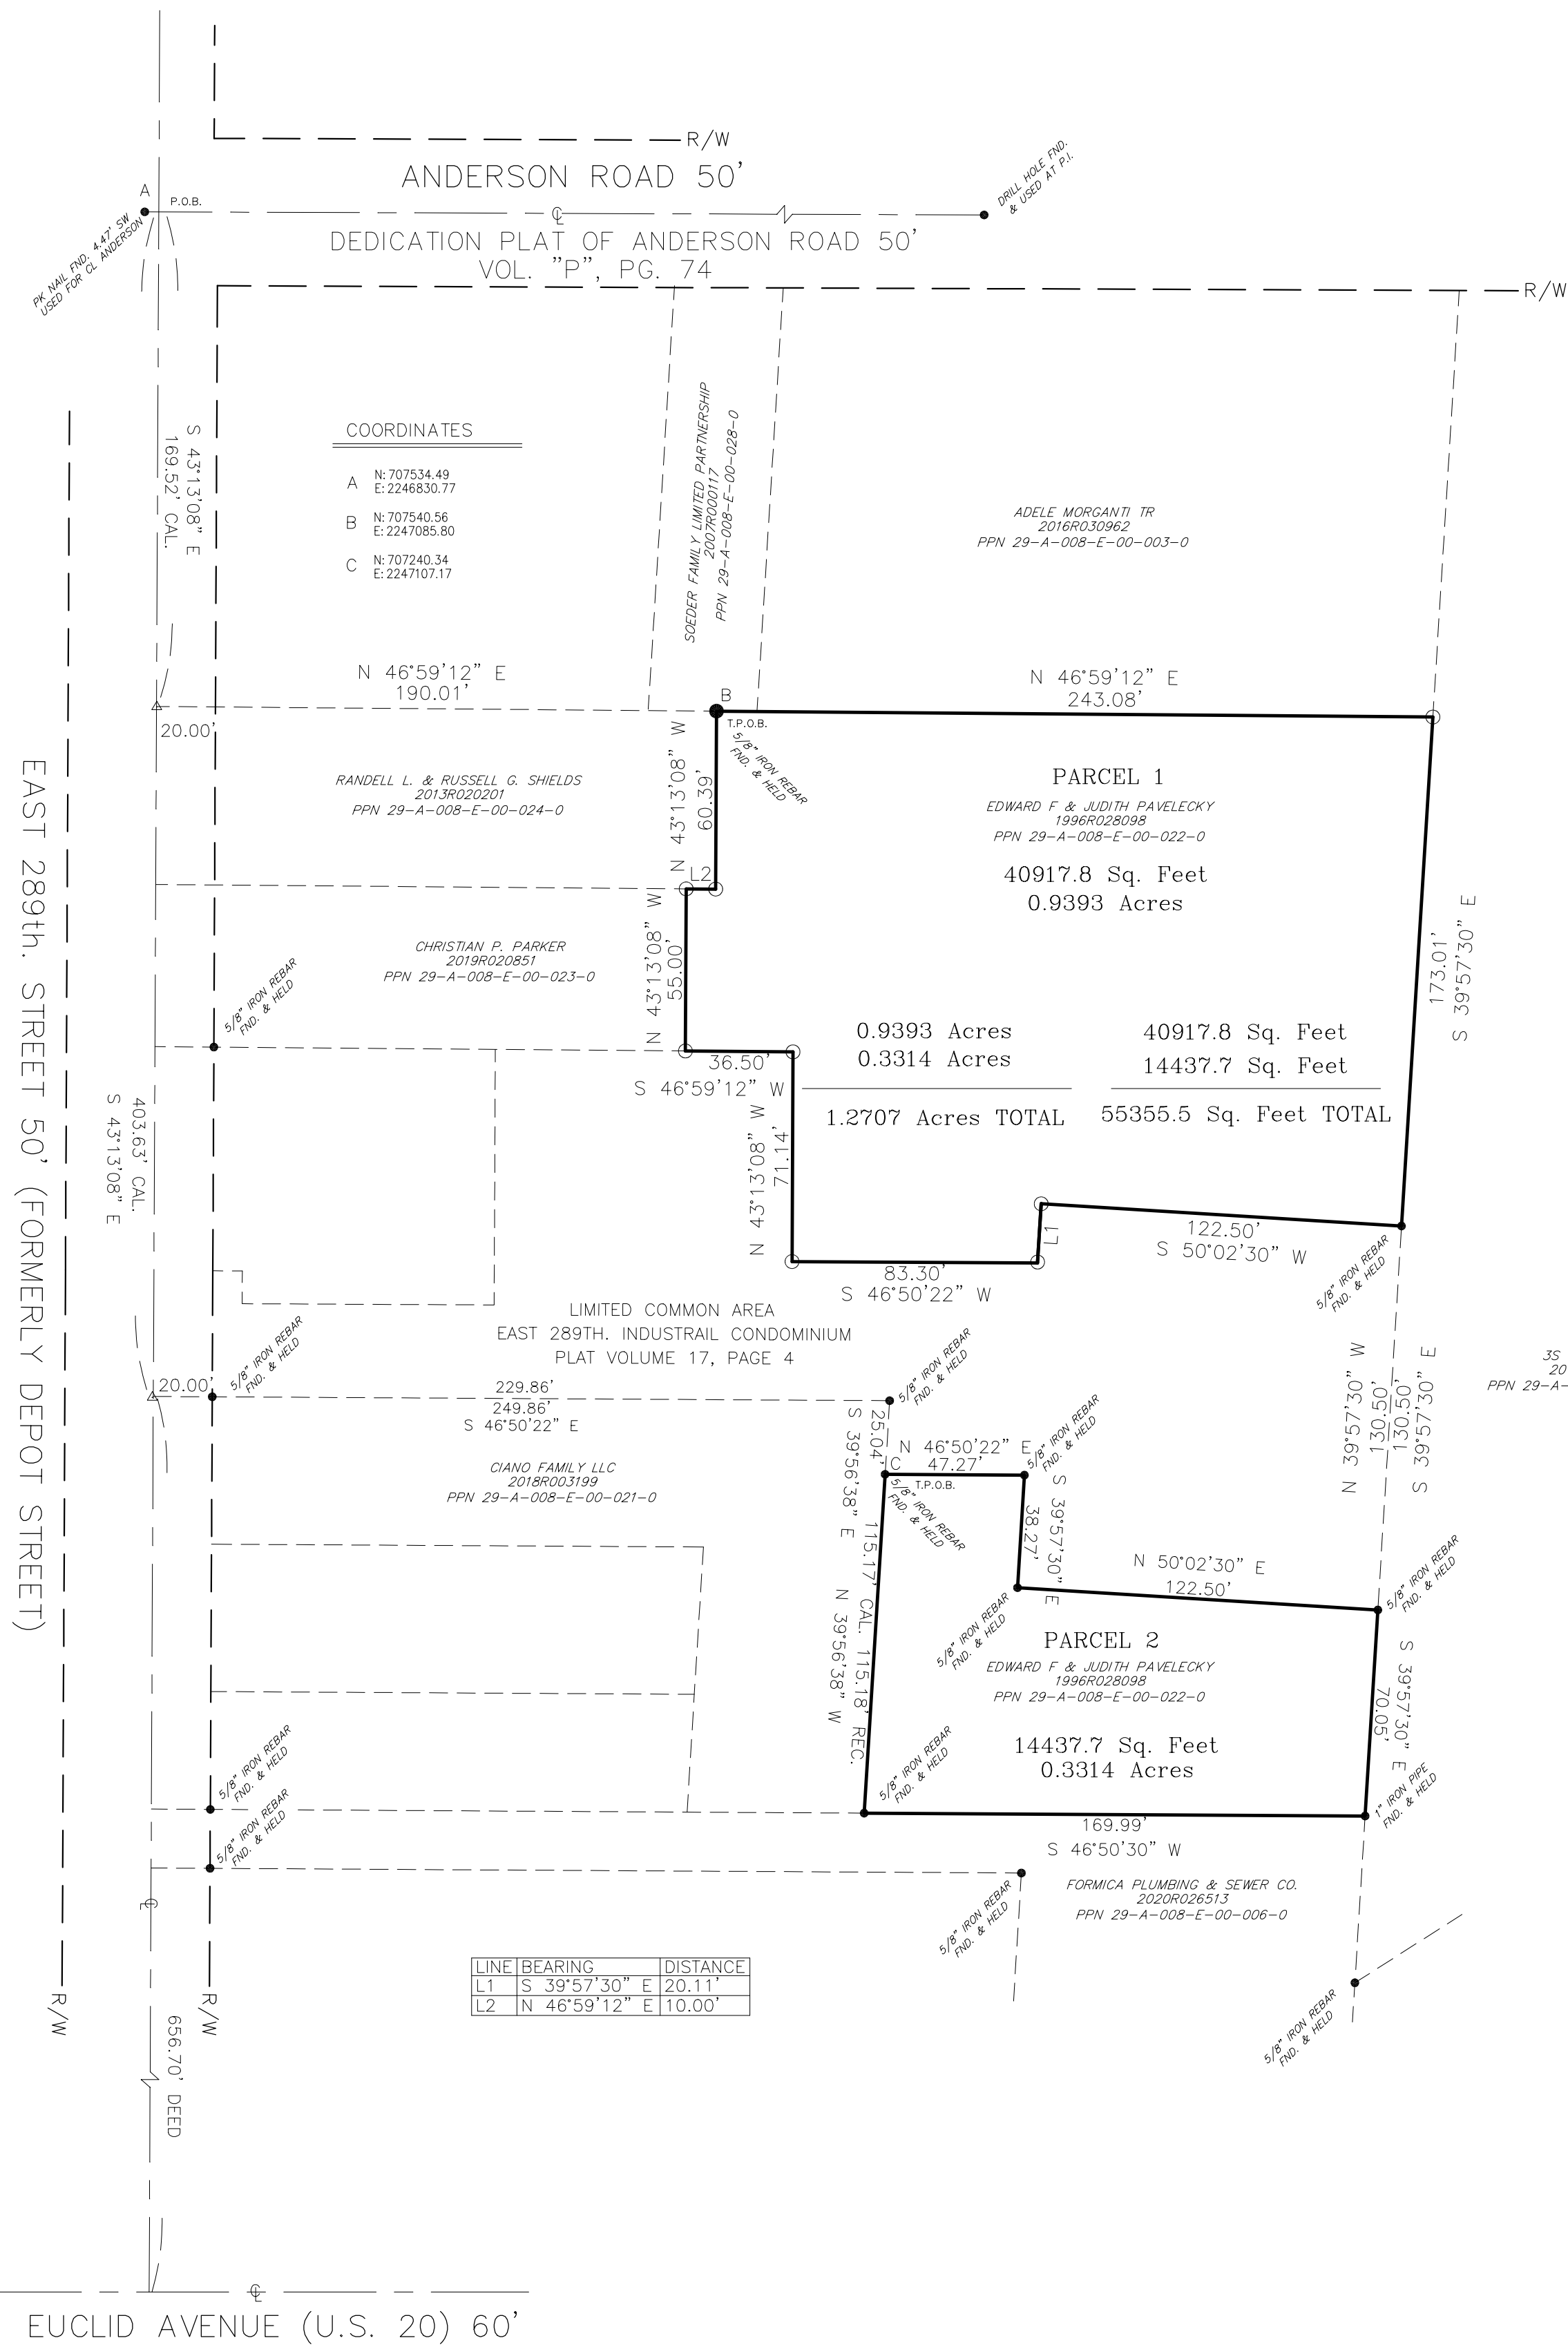 R/W
ANDERSON ROAD 50'
A
P.O.B.
℄
DRILL HOLE FND.
& USED AT P.I.
PK NAIL FND. 4.47' SW
USED FOR CL ANDERSON
DEDICATION PLAT OF ANDERSON ROAD 50'
VOL. "P", PG. 74
R/W
S 43°13'08" E
169.52' CAL.
COORDINATES
A
N: 707534.49
E: 2246830.77
B
N: 707540.56
E: 2247085.80
C
N: 707240.34
E: 2247107.17
SOEDER FAMILY LIMITED PARTNERSHIP
2007R000117
PPN 29-A-008-E-00-028-0
ADELE MORGANTI TR
2016R030962
PPN 29-A-008-E-00-003-0
N 46°59'12" E
190.01'
N 46°59'12" E
243.08'
B
T.P.O.B.
5/8" IRON REBAR
FND. & HELD
20.00'
N 43°13'08" W
60.39'
RANDELL L. & RUSSELL G. SHIELDS
2013R020201
PPN 29-A-008-E-00-024-0
PARCEL 1
EDWARD F & JUDITH PAVELECKY
1996R028098
PPN 29-A-008-E-00-022-0
40917.8 Sq. Feet
0.9393 Acres
L2
N 43°13'08" W
55.00'
CHRISTIAN P. PARKER
2019R020851
PPN 29-A-008-E-00-023-0
5/8" IRON REBAR
FND. & HELD
173.01'
S 39°57'30" E
0.9393 Acres
0.3314 Acres
1.2707 Acres TOTAL
40917.8 Sq. Feet
14437.7 Sq. Feet
55355.5 Sq. Feet TOTAL
36.50'
S 46°59'12" W
N 43°13'08" W
71.14'
403.63' CAL.
S 43°13'08" E
EAST 289th. STREET 50' (FORMERLY DEPOT STREET)
L1
122.50'
S 50°02'30" W
83.30'
S 46°50'22" W
5/8" IRON REBAR
FND. & HELD
LIMITED COMMON AREA
EAST 289TH. INDUSTRAIL CONDOMINIUM
PLAT VOLUME 17, PAGE 4
5/8" IRON REBAR
FND. & HELD
20.00'
229.86'
249.86'
S 46°50'22" E
5/8" IRON REBAR
FND. & HELD
S 39°56'38" E
25.04'
N 39°57'30" W
130.50'
130.50'
S 39°57'30" E
3S
20
PPN 29-A-
N 46°50'22" E
47.27'
C
T.P.O.B.
5/8" IRON REBAR
FND. & HELD
5/8" IRON REBAR
FND. & HELD
CIANO FAMILY LLC
2018R003199
PPN 29-A-008-E-00-021-0
S 39°57'30" E
38.27'
115.17' CAL. 115.18' REC.
N 39°56'38" W
N 50°02'30" E
122.50'
5/8" IRON REBAR
FND. & HELD
5/8" IRON REBAR
FND. & HELD
PARCEL 2
EDWARD F & JUDITH PAVELECKY
1996R028098
PPN 29-A-008-E-00-022-0
14437.7 Sq. Feet
0.3314 Acres
S 39°57'30" E
70.05'
5/8" IRON REBAR
FND. & HELD
5/8" IRON REBAR
FND. & HELD
5/8" IRON REBAR
FND. & HELD
1" IRON PIPE
FND. & HELD
169.99'
S 46°50'30" W
FORMICA PLUMBING & SEWER CO.
2020R026513
PPN 29-A-008-E-00-006-0
5/8" IRON REBAR
FND. & HELD
℄
LINE BEARING DISTANCE
L1 S 39°57'30" E 20.11'
L2 N 46°59'12" E 10.00'
5/8" IRON REBAR
FND. & HELD
R/W
R/W
656.70' DEED
℄
EUCLID AVENUE (U.S. 20) 60'